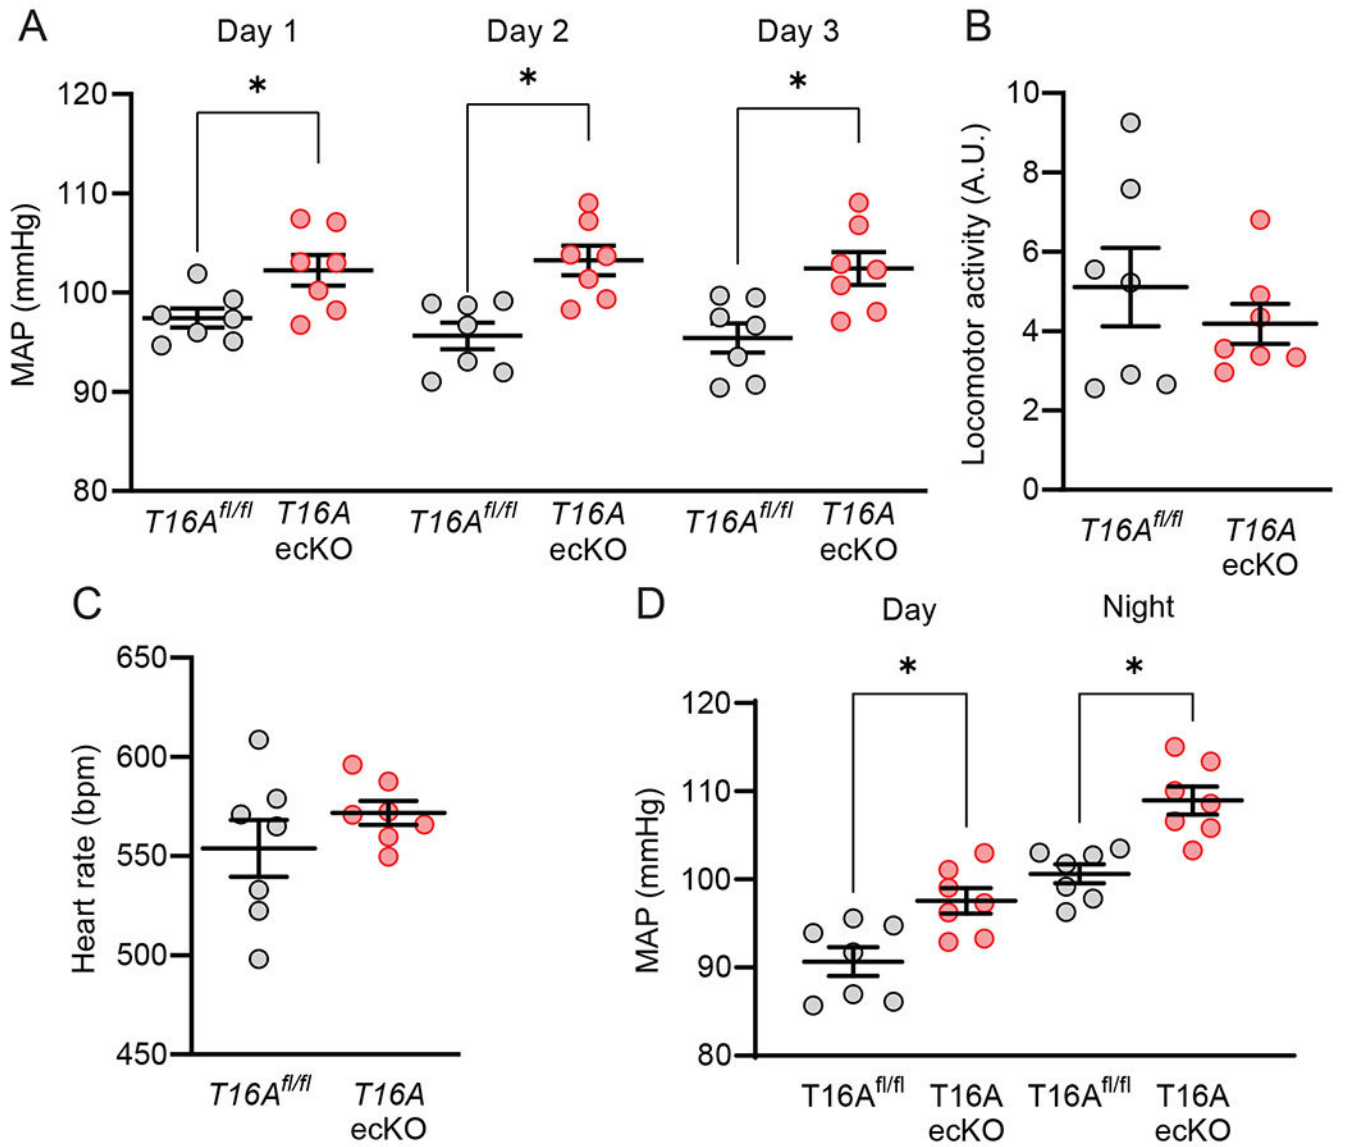 A
Day 1
Day 2
Day 3
*
*
*
MAP (mmHg)
120
110
100
90
80
T16Afl/fl
T16A
ecKO
T16Afl/fl
T16A
ecKO
T16Afl/fl
T16A
ecKO
B
Locomotor activity (A.U.)
10
8
6
4
2
0
T16Afl/fl
T16A
ecKO
C
Heart rate (bpm)
650
600
550
500
450
T16Afl/fl
T16A
ecKO
D
Day
Night
*
*
MAP (mmHg)
120
110
100
90
80
T16Afl/fl
T16A
ecKO
T16Afl/fl
T16A
ecKO